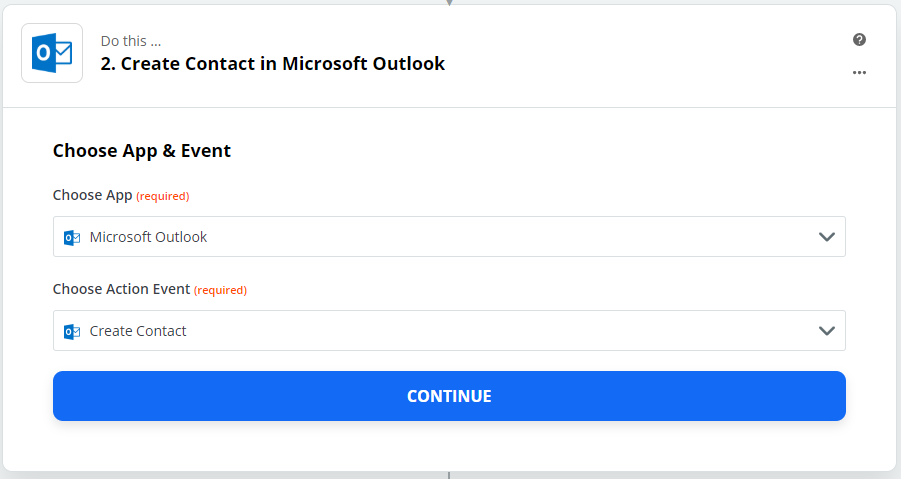 Do this ...
2. Create Contact in Microsoft Outlook
Choose App & Event
Choose App (required)
Microsoft Outlook
Choose Action Event (required)
Create Contact
CONTINUE